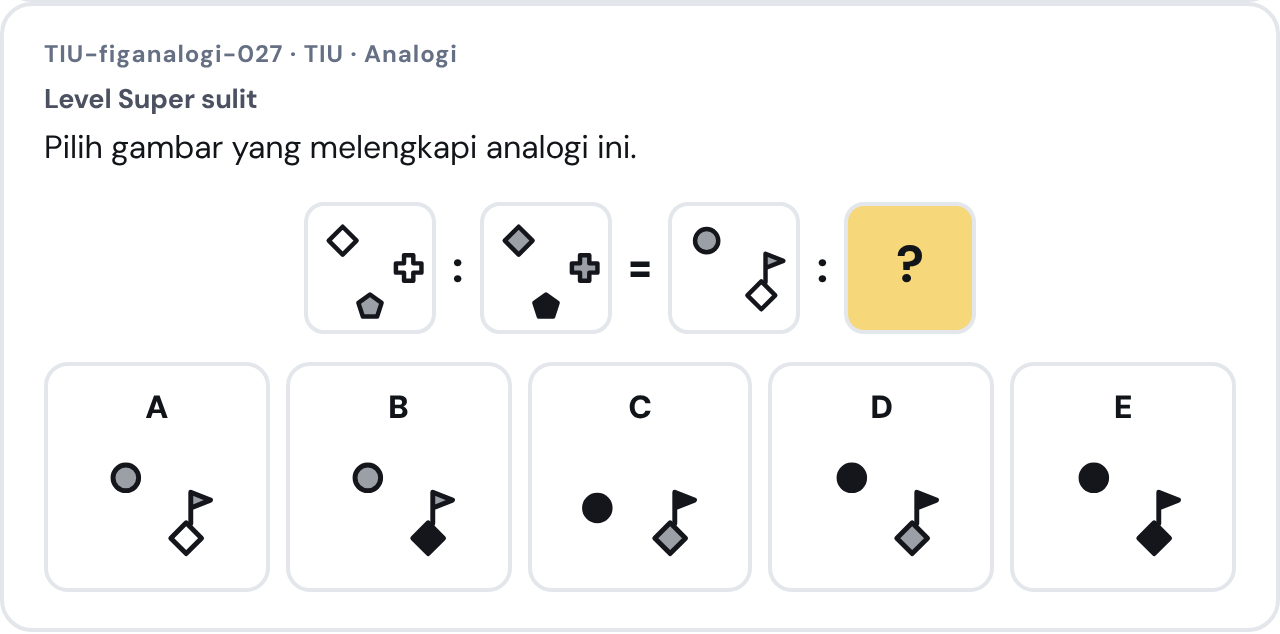 TIU-figanalogi-027 · TIU · Analogi
Level Super sulit
Pilih gambar yang melengkapi analogi ini.
: = : ?
A B C D E